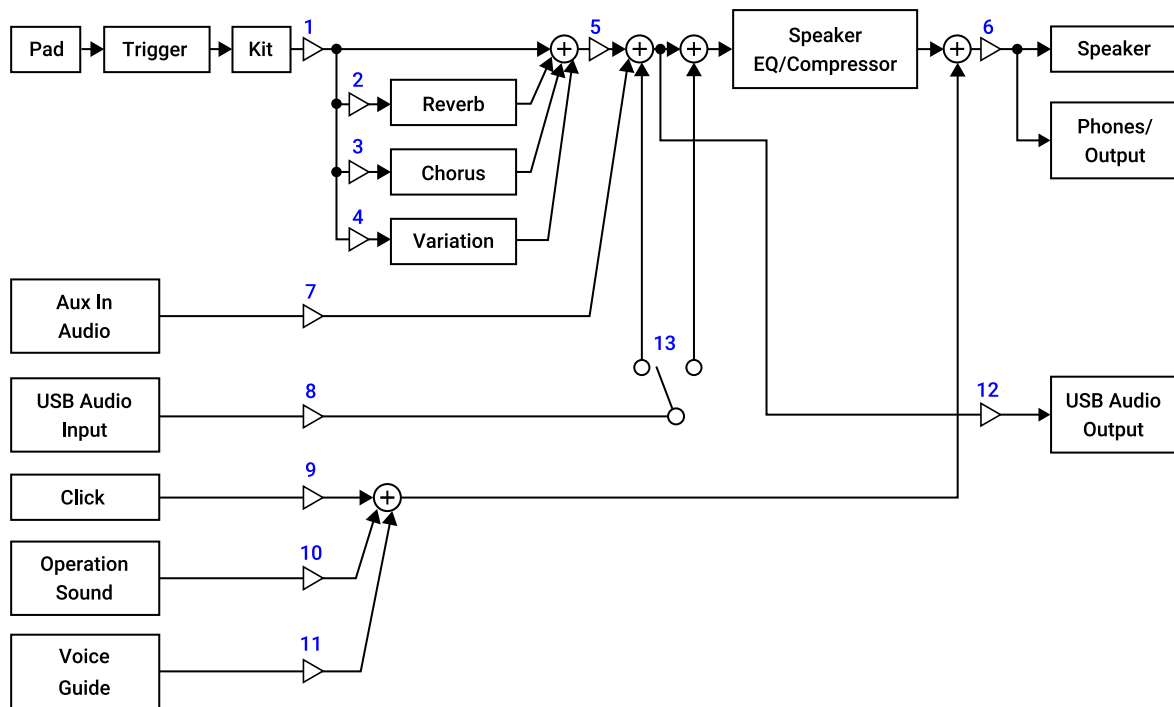 1
5
6
Pad
Trigger
Kit
Speaker
EQ/Compressor
Speaker
2
Reverb
Phones/
Output
3
Chorus
4
Variation
7
Aux In
Audio
13
8
USB Audio
Input
12
USB Audio
Output
9
Click
10
Operation
Sound
11
Voice
Guide